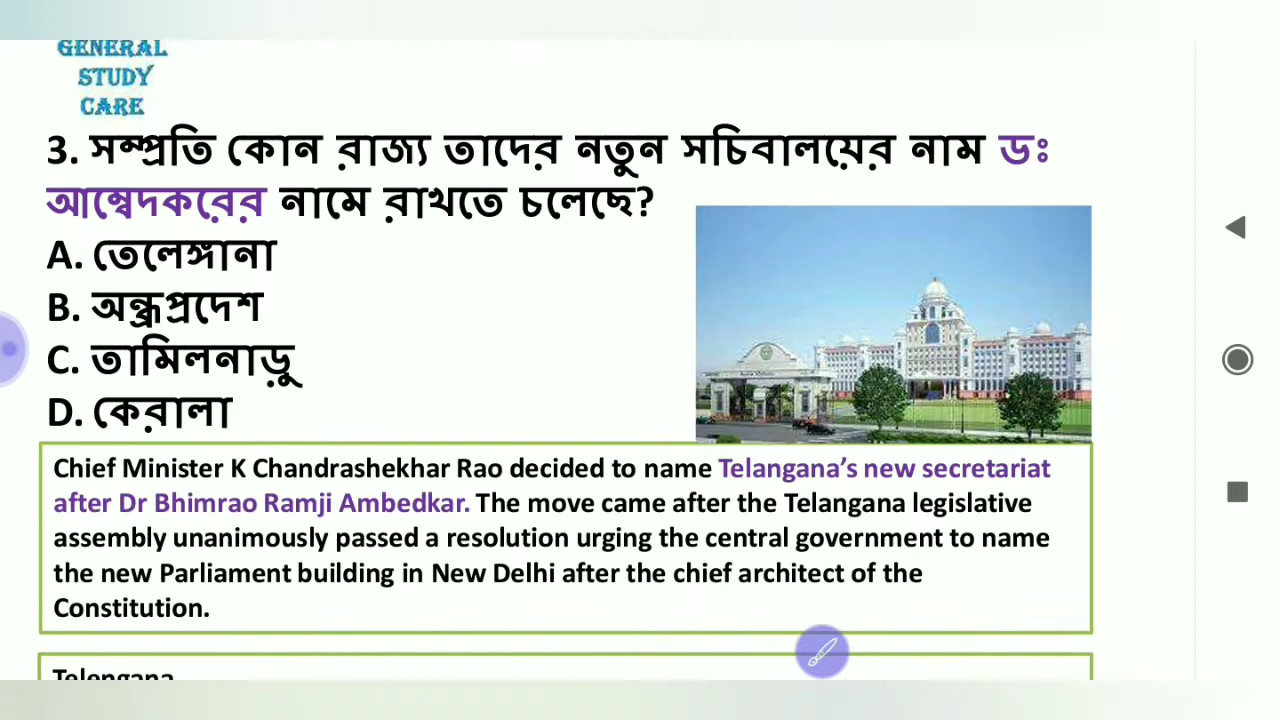 GENERAL
STUDY
CARE
3. সম্প্রতি কোন রাজ্য তাদের নতুন সচিবালয়ের নাম ডঃ
আম্বেদকরের নামে রাখতে চলেছে?
A. তেলেঙ্গানা
B. অন্ধ্রপ্রদেশ
C. তামিলনাড়ু
D. কেরালা
Chief Minister K Chandrashekhar Rao decided to name Telangana’s new secretariat
after Dr Bhimrao Ramji Ambedkar. The move came after the Telangana legislative
assembly unanimously passed a resolution urging the central government to name
the new Parliament building in New Delhi after the chief architect of the
Constitution.
Telengana